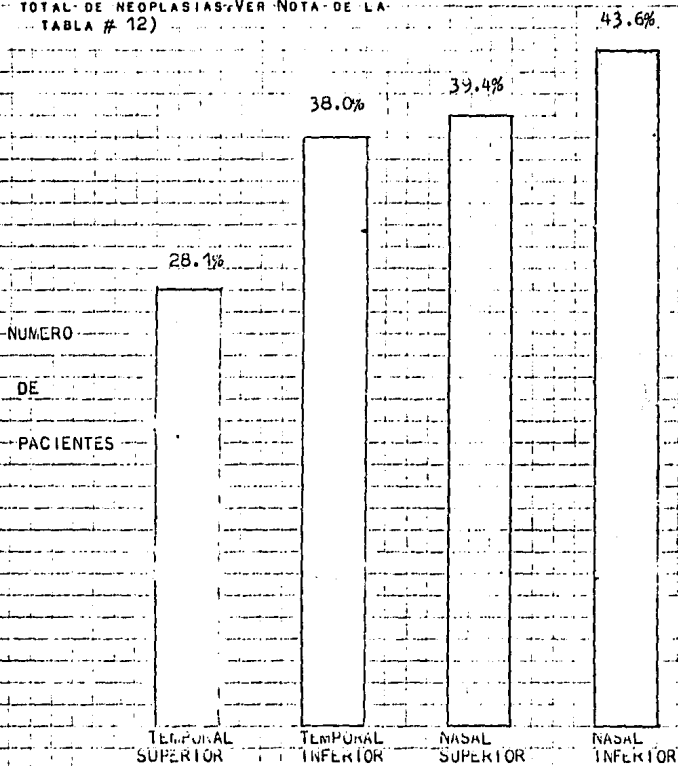 TOTAL DE NEOPLASIAS.VER NOTA DE LA
TABLA # 12)
43.6%
39.4%
38.0%
28.1%
NUMERO
DE
PACIENTES
TEMPORAL
SUPERIOR
TEMPORAL
INFERIOR
NASAL
SUPERIOR
NASAL
INFERIOR